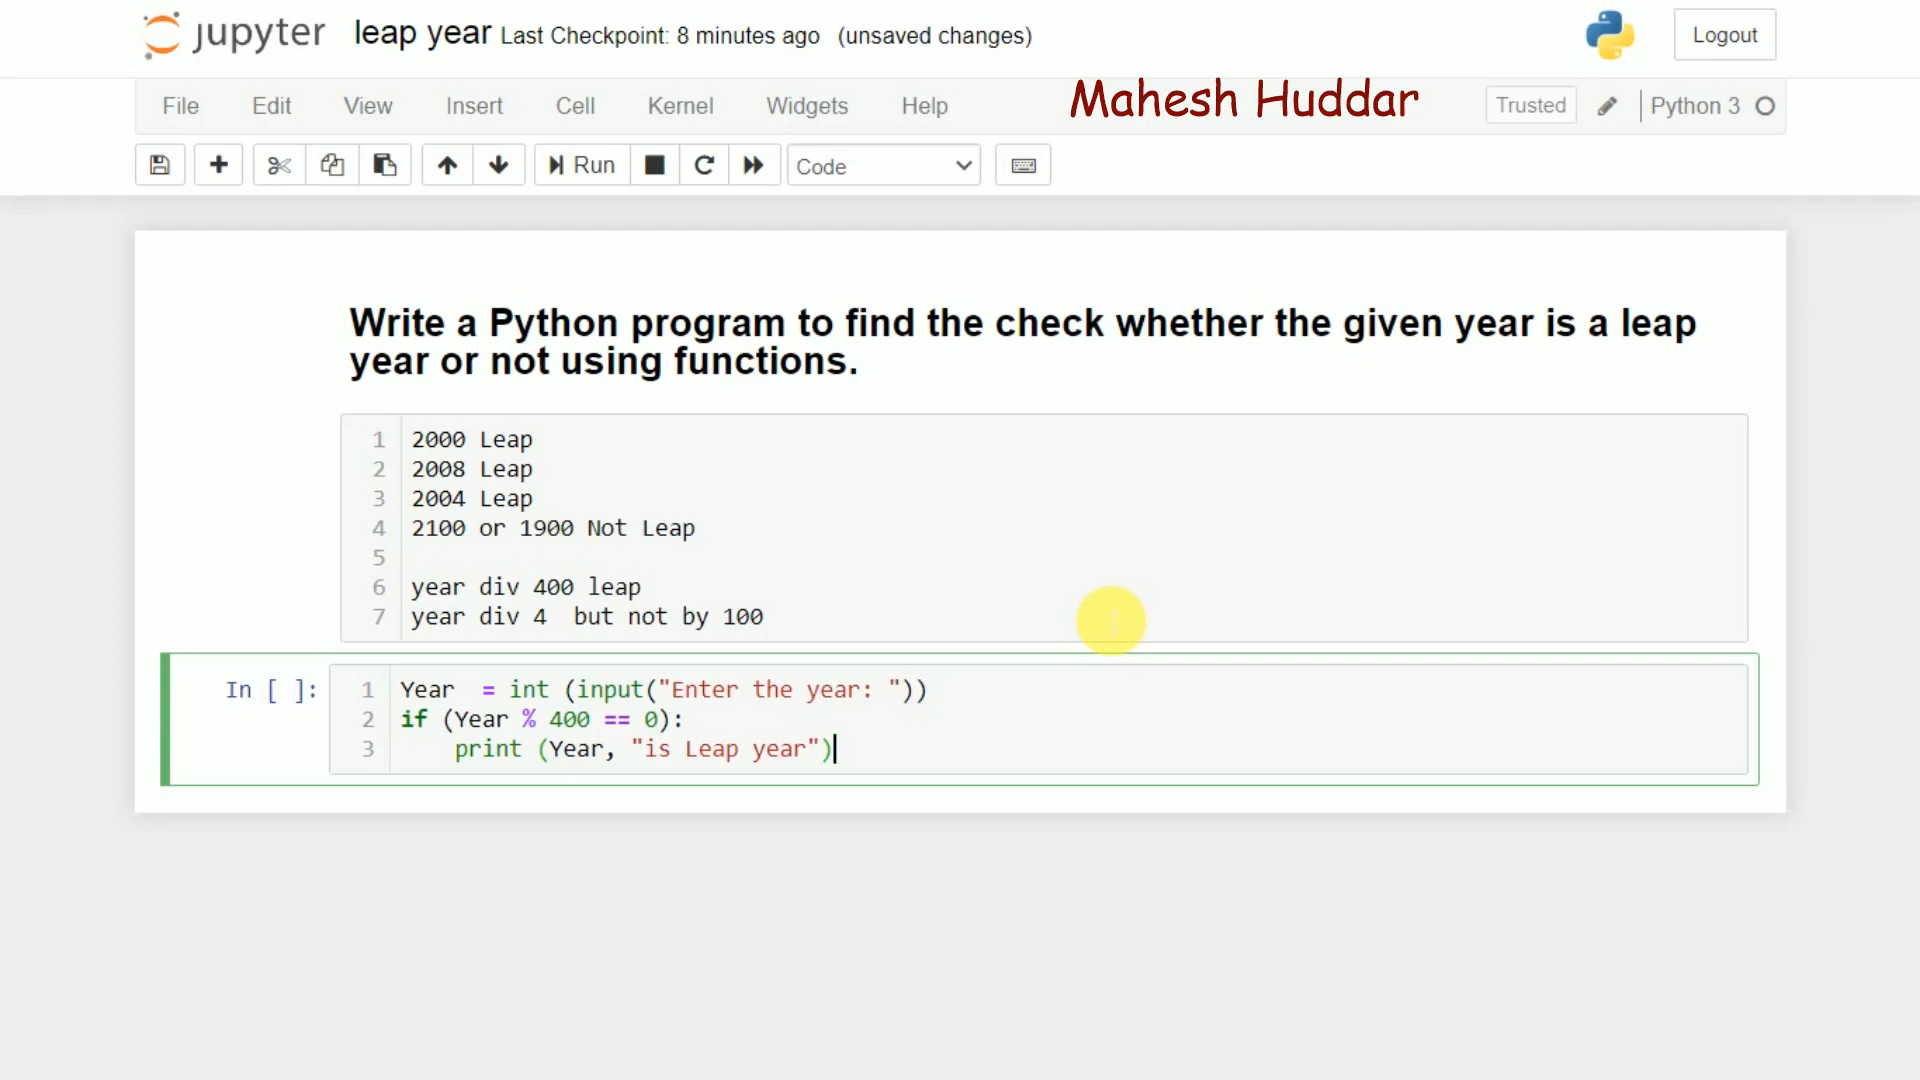 jupyter leap year Last Checkpoint: 8 minutes ago (unsaved changes) Logout
File Edit View Insert Cell Kernel Widgets Help Mahesh Huddar Trusted Python 3
Run Code
Write a Python program to find the check whether the given year is a leap
year or not using functions.
1 2000 Leap
2 2008 Leap
3 2004 Leap
4 2100 or 1900 Not Leap
5
6 year div 400 leap
7 year div 4  but not by 100
In [ ]: 1 Year  = int (input("Enter the year: "))
2 if (Year % 400 == 0):
3     print (Year, "is Leap year")